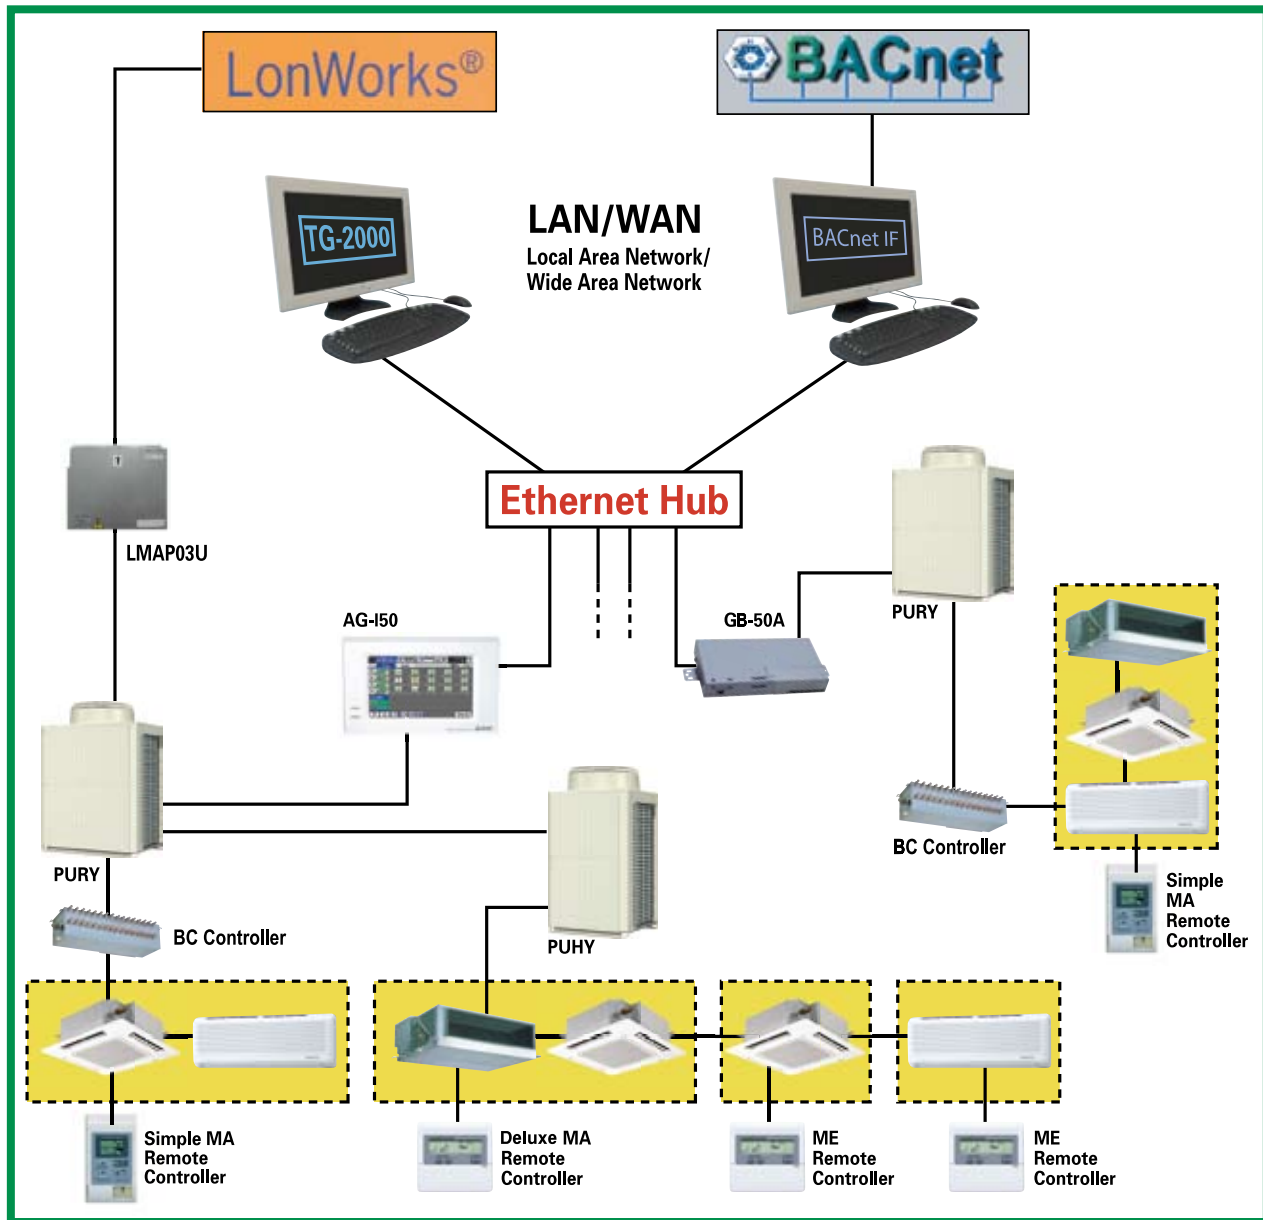 LonWorks®
BACnet
TG-2000
LAN/WAN
Local Area Network/
Wide Area Network
BACnet IF
Ethernet Hub
1
LMAP03U
AG-I50
GB-50A
PURY
PURY
BC Controller
Simple
MA
Remote
Controller
PUHY
BC Controller
Simple MA
Remote
Controller
Deluxe MA
Remote
Controller
ME
Remote
Controller
ME
Remote
Controller